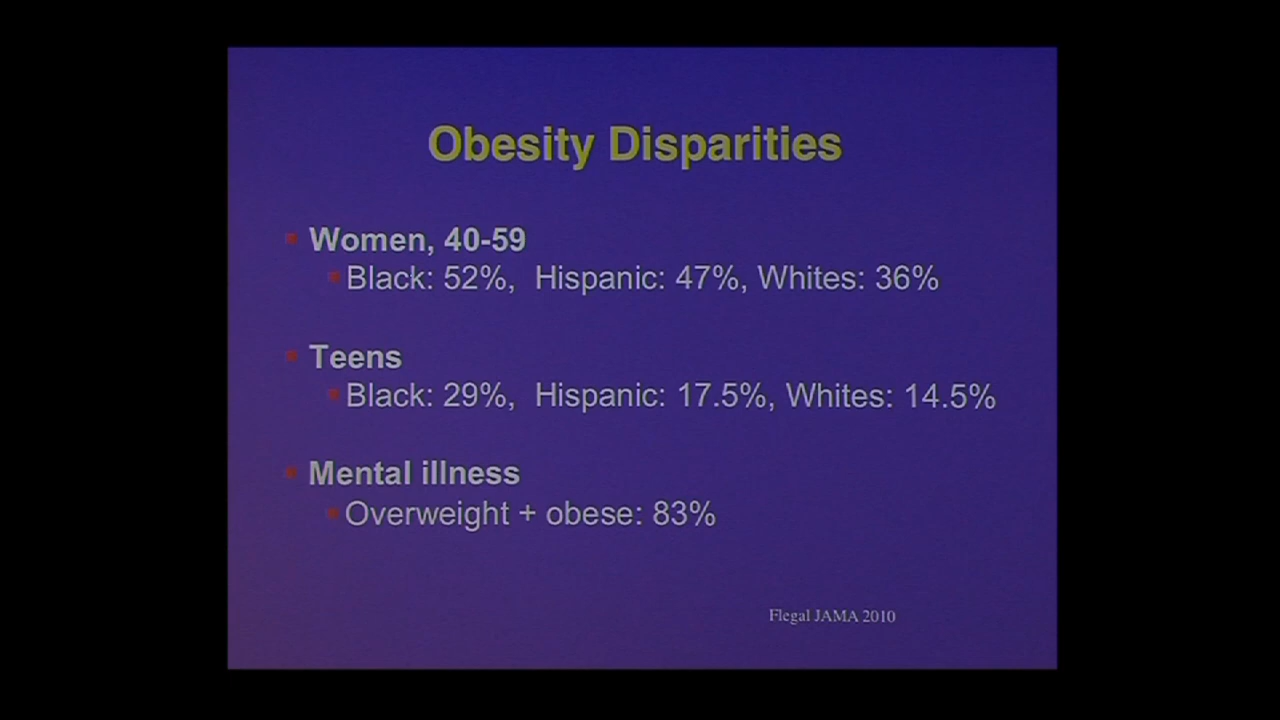 Obesity Disparities
Women, 40-59
Black: 52%, Hispanic: 47%, Whites: 36%
Teens
Black: 29%, Hispanic: 17.5%, Whites: 14.5%
Mental illness
Overweight + obese: 83%
Flegal JAMA 2010